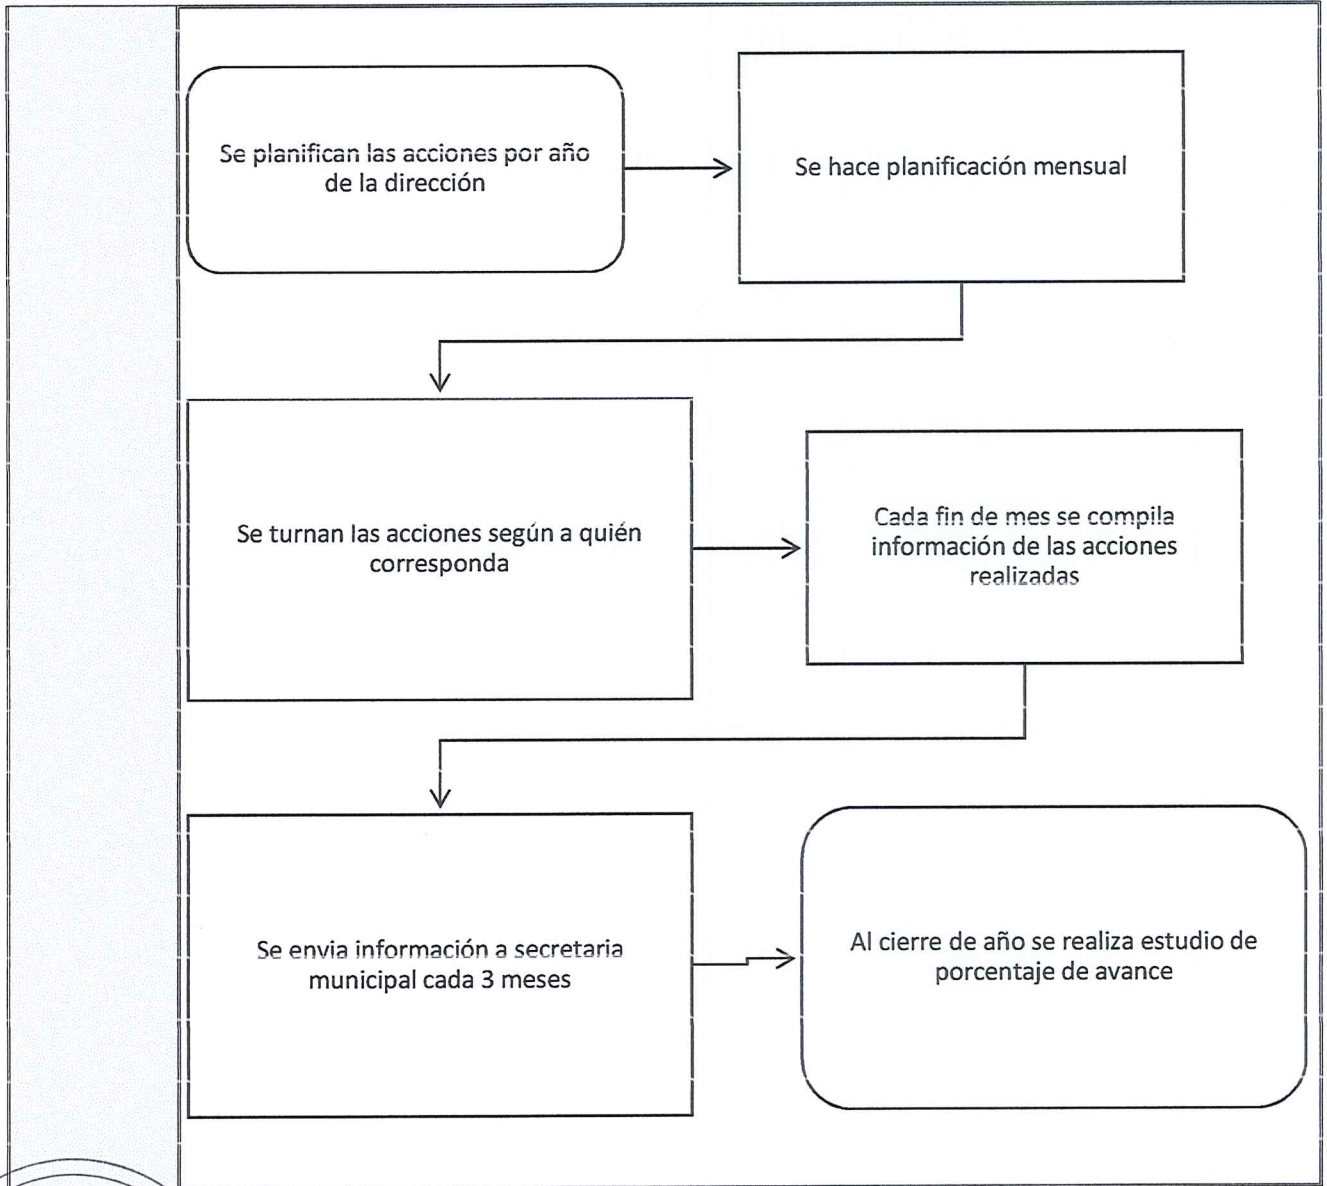 Se planifican las acciones por año
de la dirección
Se hace planificación mensual
Se turnan las acciones según a quién
corresponda
Cada fin de mes se compila
información de las acciones
realizadas
Se envia información a secretaria
municipal cada 3 meses
Al cierre de año se realiza estudio de
porcentaje de avance